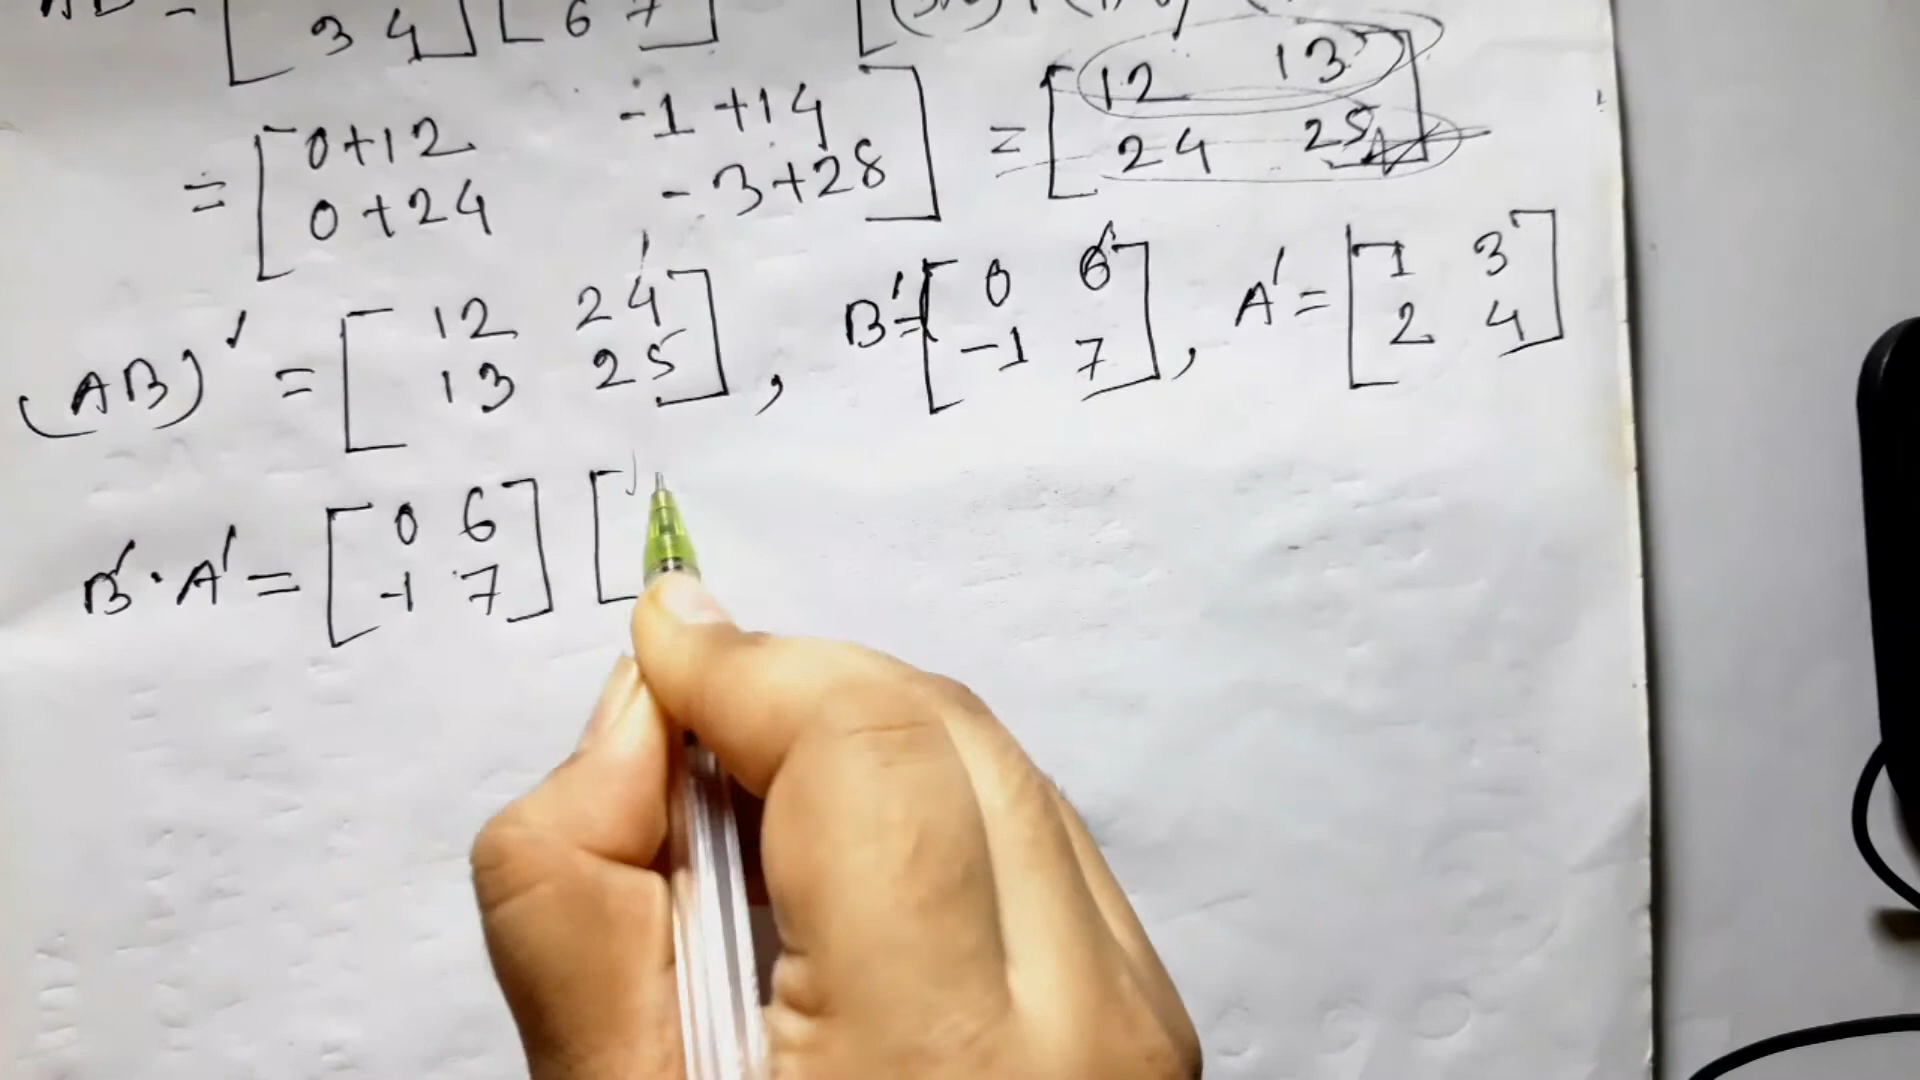 3 4] [6 7]
= [0+12 -1+14
0+24 -3+28] = [12 13
24 25]
(AB)' = [12 24
13 25], B' = [0 6
-1 7], A' = [1 3
2 4]
B'·A' = [0 6
-1 7] [